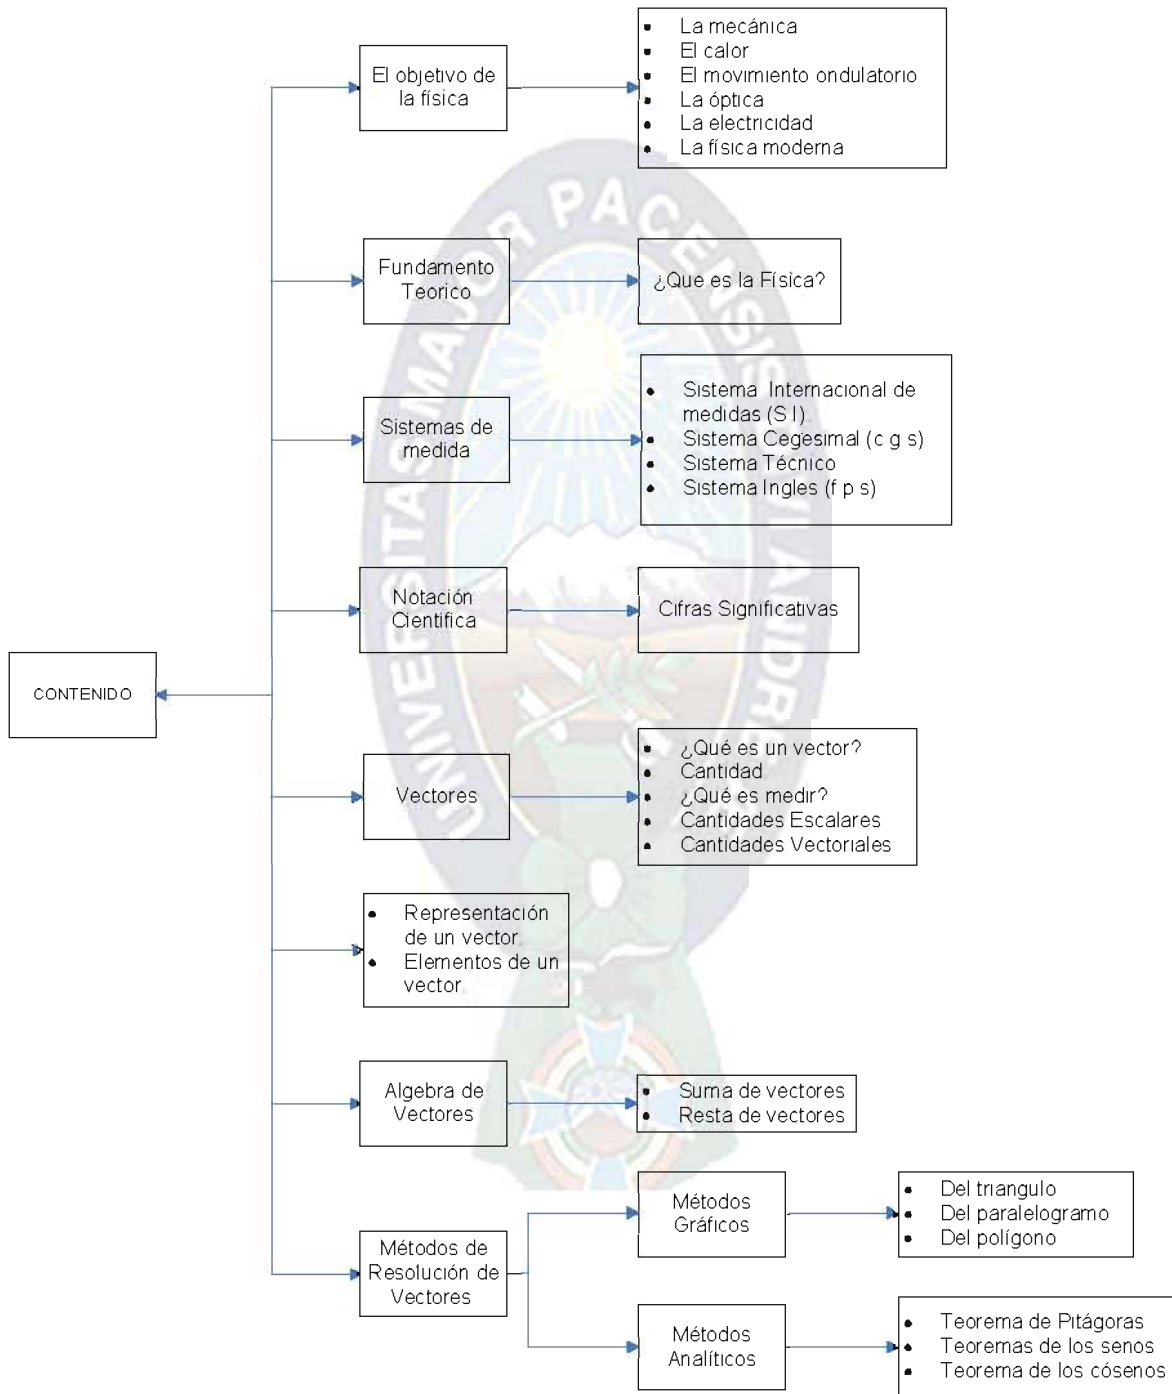 El objetivo de
la física
La mecánica
El calor
El movimiento ondulatorio
La óptica
La electricidad
La física moderna
Fundamento
Teorico
¿Que es la Física?
Sistemas de
medida
Sistema Internacional de
medidas (S I).
Sistema Cegesimal (c g s)
Sistema Técnico
Sistema Ingles (f p s)
Notación
Cientifica
Cifras Significativas
CONTENIDO
Vectores
¿Qué es un vector?
Cantidad
¿Qué es medir?
Cantidades Escalares
Cantidades Vectoriales
Representación
de un vector.
Elementos de un
vector.
Algebra de
Vectores
Suma de vectores
Resta de vectores
Métodos de
Resolución de
Vectores
Métodos
Gráficos
Del triangulo
Del paralelogramo
Del polígono
Métodos
Analíticos
Teorema de Pitágoras
Teoremas de los senos
Teorema de los cósenos
UNIVERSITAS MAJOR PACENSIS DIVI ANDREAE